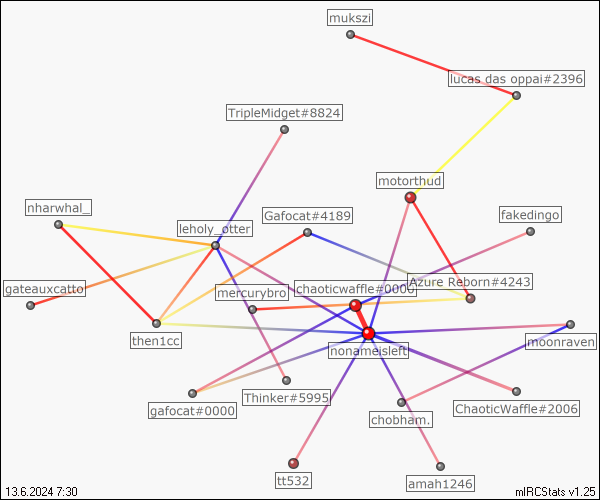 mukszi
lucas das oppai#2396
TripleMidget#8824
motorthud
nharwhal_
Gafocat#4189
fakedingo
leholy_otter
Azure Reborn#4243
gateauxcatto
mercurybro
chaoticwaffle#0000
then1cc
nonameisleft
moonraven
Thinker#5995
gafocat#0000
chobham.
ChaoticWaffle#2006
tt532
amah1246
13.6.2024 7:30
mIRCStats v1.25